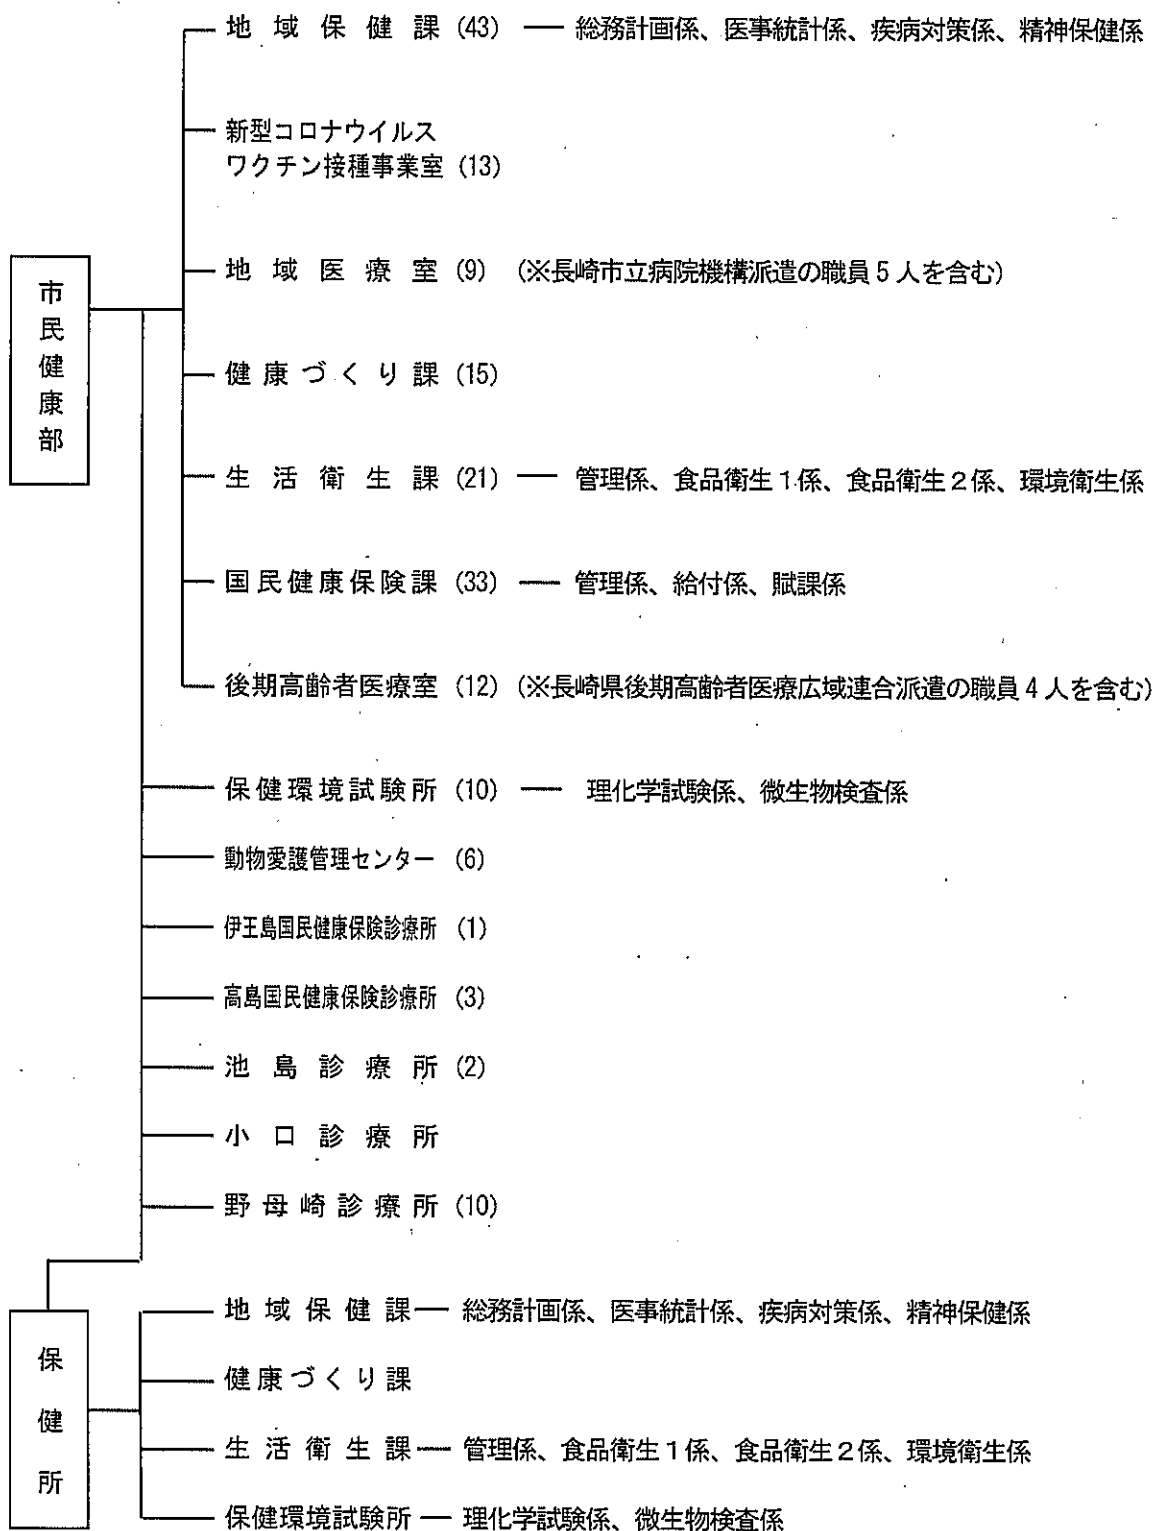 市民健康部
地域保健課 (43) ― 総務計画係、医事統計係、疾病対策係、精神保健係
新型コロナウイルス
ワクチン接種事業室 (13)
地域医療室 (9) (※長崎市立病院機構派遣の職員5人を含む)
健康づくり課 (15)
生活衛生課 (21) ― 管理係、食品衛生1係、食品衛生2係、環境衛生係
国民健康保険課 (33) ― 管理係、給付係、賦課係
後期高齢者医療室 (12) (※長崎県後期高齢者医療広域連合派遣の職員4人を含む)
保健環境試験所 (10) ― 理化学試験係、微生物検査係
動物愛護管理センター (6)
伊王島国民健康保険診療所 (1)
高島国民健康保険診療所 (3)
池島診療所 (2)
小口診療所
野母崎診療所 (10)
保健所
地域保健課 ― 総務計画係、医事統計係、疾病対策係、精神保健係
健康づくり課
生活衛生課 ― 管理係、食品衛生1係、食品衛生2係、環境衛生係
保健環境試験所 ― 理化学試験係、微生物検査係